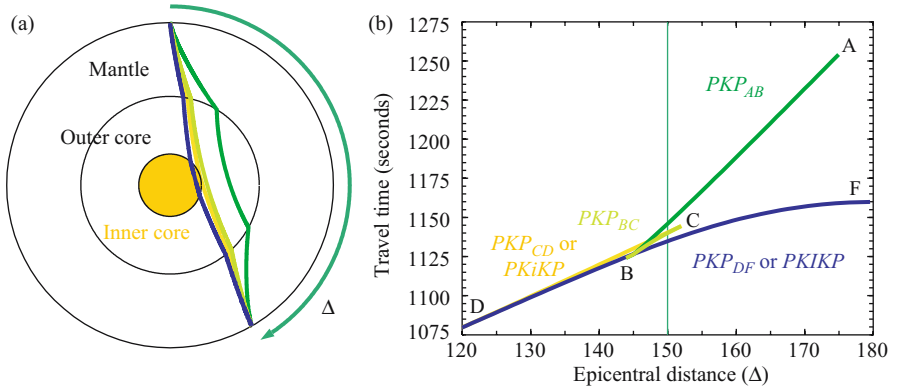 (a)
Mantle
Outer core
Inner core
Δ
(b)
Travel time (seconds)
1275
1250
1225
1200
1175
1150
1125
1100
1075
A
PKP_AB
F
PKP_BC
C
PKP_CD or
PKiKP
B
PKP_DF or PKIKP
D
120 130 140 150 160 170 180
Epicentral distance (Δ)